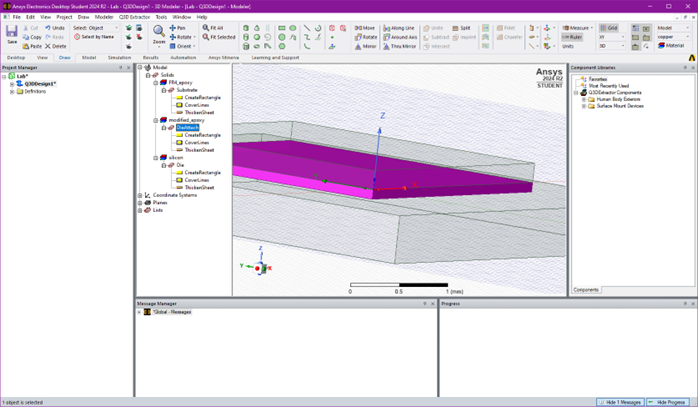 Ansys Electronics Desktop Student 2024 R2 - Lab - Q3DDesign1* - 3D Modeler - [Lab - Q3DDesign1 - Modeler]
File Edit View Project Draw Modeler Q3D Extractor Tools Window Help
Save Cut Undo Select: Object Pan Fit All Move Along Line Split Fillet Measure Grid Model
Copy Redo Select by Name Zoom Rotate Fit Selected Rotate Around Axis Chamfer Ruler XY copper
Paste Delete Orient Mirror Thru Mirror 3D Material
Desktop View Draw Model Simulation Results Automation Ansys Minerva Learning and Support
Project Manager
Lab*
Q3DDesign1*
Definitions
Model
Solids
FR4_epoxy
Substrate
CreateRectangle
CoverLines
ThickenSheet
modified_epoxy
DieAttach
CreateRectangle
CoverLines
ThickenSheet
silicon
Die
CreateRectangle
CoverLines
ThickenSheet
Coordinate Systems
Planes
Lists
Ansys
2024 R2
STUDENT
Z
Z
Y
X
0 0.5 1 (mm)
Component Libraries
Favorites
Most Recently Used
Q3DExtractor Components
Human Body Exteriors
Surface Mount Devices
Components
Message Manager
*Global - Messages
Progress
1 object is selected
Hide 1 Messages Hide Progress